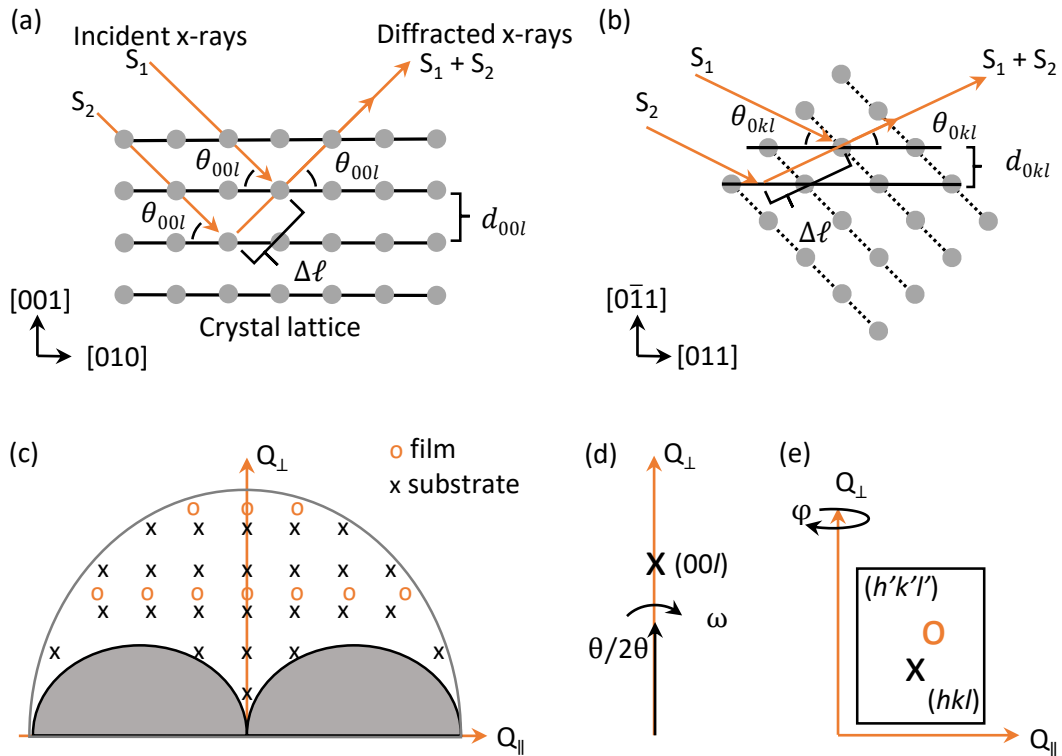 (a)
Incident x-rays
Diffracted x-rays
S₁
S₁ + S₂
S₂
θ₀₀ₗ
θ₀₀ₗ
θ₀₀ₗ
d₀₀ₗ
Δℓ
[001]
[010]
Crystal lattice
(b)
S₁
S₁ + S₂
S₂
θ₀ₖₗ
θ₀ₖₗ
d₀ₖₗ
Δℓ
[01̅1]
[011]
(c)
Q⊥
o film
x substrate
Q∥
(d)
Q⊥
X (00l)
ω
θ/2θ
(e)
Q⊥
φ
(h'k'l')
O
X
(hkl)
Q∥